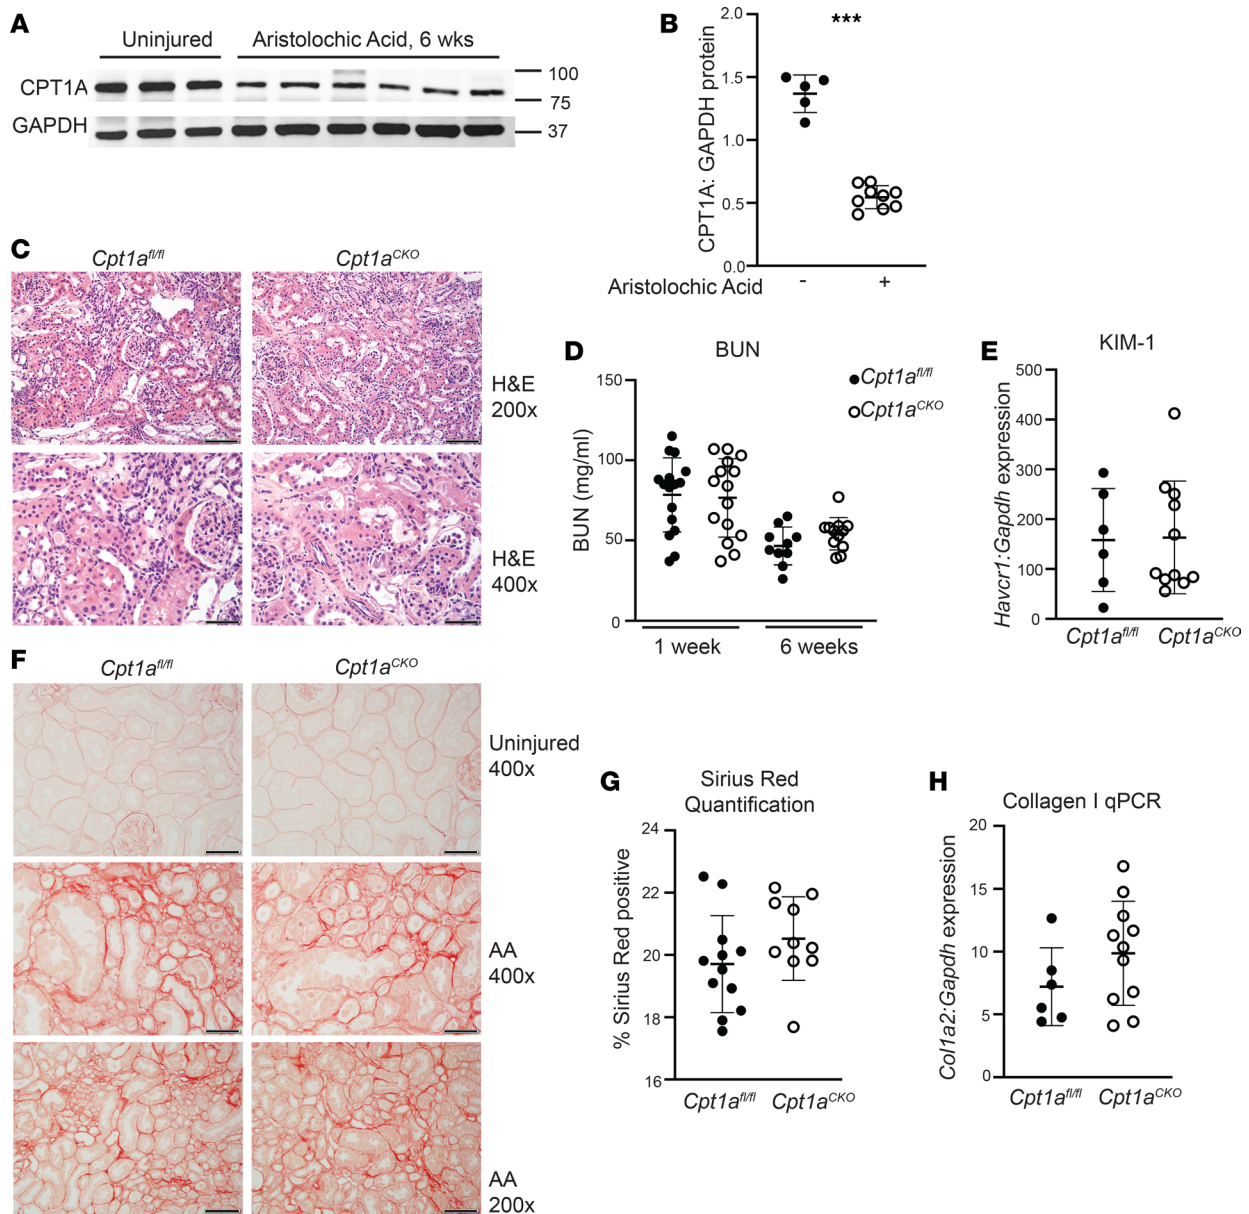 A
Uninjured
Aristolochic Acid, 6 wks
CPT1A
100
75
GAPDH
37
B
***
CPT1A: GAPDH protein
2.0
1.5
1.0
0.5
0.0
Aristolochic Acid
- +
C
Cpt1a^fl/fl
Cpt1a^CKO
H&E
200x
H&E
400x
D
BUN
Cpt1a^fl/fl
Cpt1a^CKO
BUN (mg/ml)
150
100
50
0
1 week
6 weeks
E
KIM-1
Havcr1:Gapdh expression
500
400
300
200
100
0
Cpt1a^fl/fl
Cpt1a^CKO
F
Cpt1a^fl/fl
Cpt1a^CKO
Uninjured
400x
AA
400x
AA
200x
G
Sirius Red
Quantification
% Sirius Red positive
24
22
20
18
16
Cpt1a^fl/fl
Cpt1a^CKO
H
Collagen I qPCR
Col1a2:Gapdh expression
20
15
10
5
0
Cpt1a^fl/fl
Cpt1a^CKO